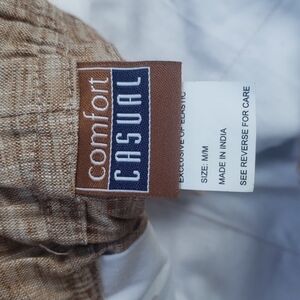 comfort
CASUAL
EXCLUSIVE OF ELASTIC
SIZE: M/M
MADE IN INDIA
SEE REVERSE FOR CARE